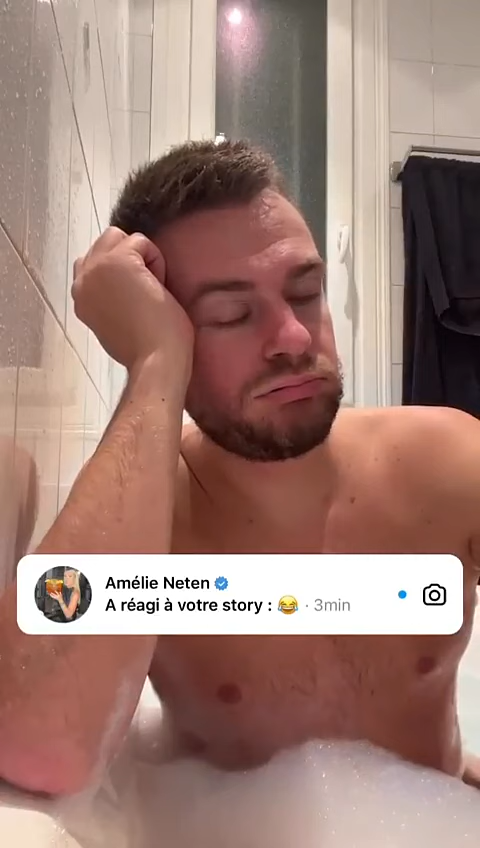 Amélie Neten
A réagi à votre story : 😂 · 3min